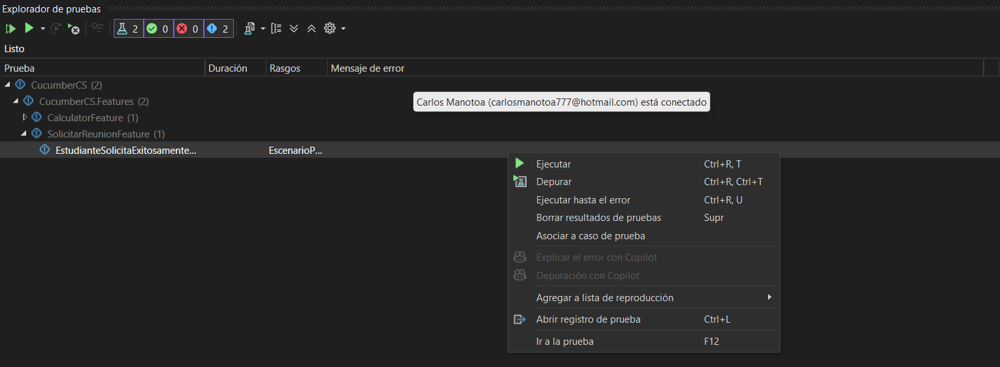 Explorador de pruebas
2 0 0 2
Listo
Prueba Duración Rasgos Mensaje de error
CucumberCS (2)
CucumberCS.Features (2)
Carlos Manotoa (carlosmanotoa777@hotmail.com) está conectado
CalculatorFeature (1)
SolicitarReunionFeature (1)
EstudianteSolicitaExitosamente... EscenarioP...
Ejecutar Ctrl+R, T
Depurar Ctrl+R, Ctrl+T
Ejecutar hasta el error Ctrl+R, U
Borrar resultados de pruebas Supr
Asociar a caso de prueba
Explicar el error con Copilot
Depuración con Copilot
Agregar a lista de reproducción
Abrir registro de prueba Ctrl+L
Ir a la prueba F12